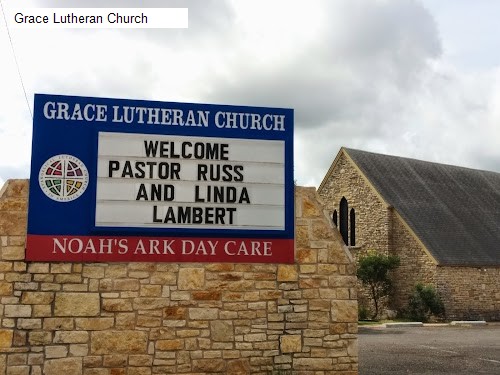 Grace Lutheran Church
GRACE LUTHERAN CHURCH
WELCOME
PASTOR RUSS
AND LINDA
LAMBERT
NOAH'S ARK DAY CARE